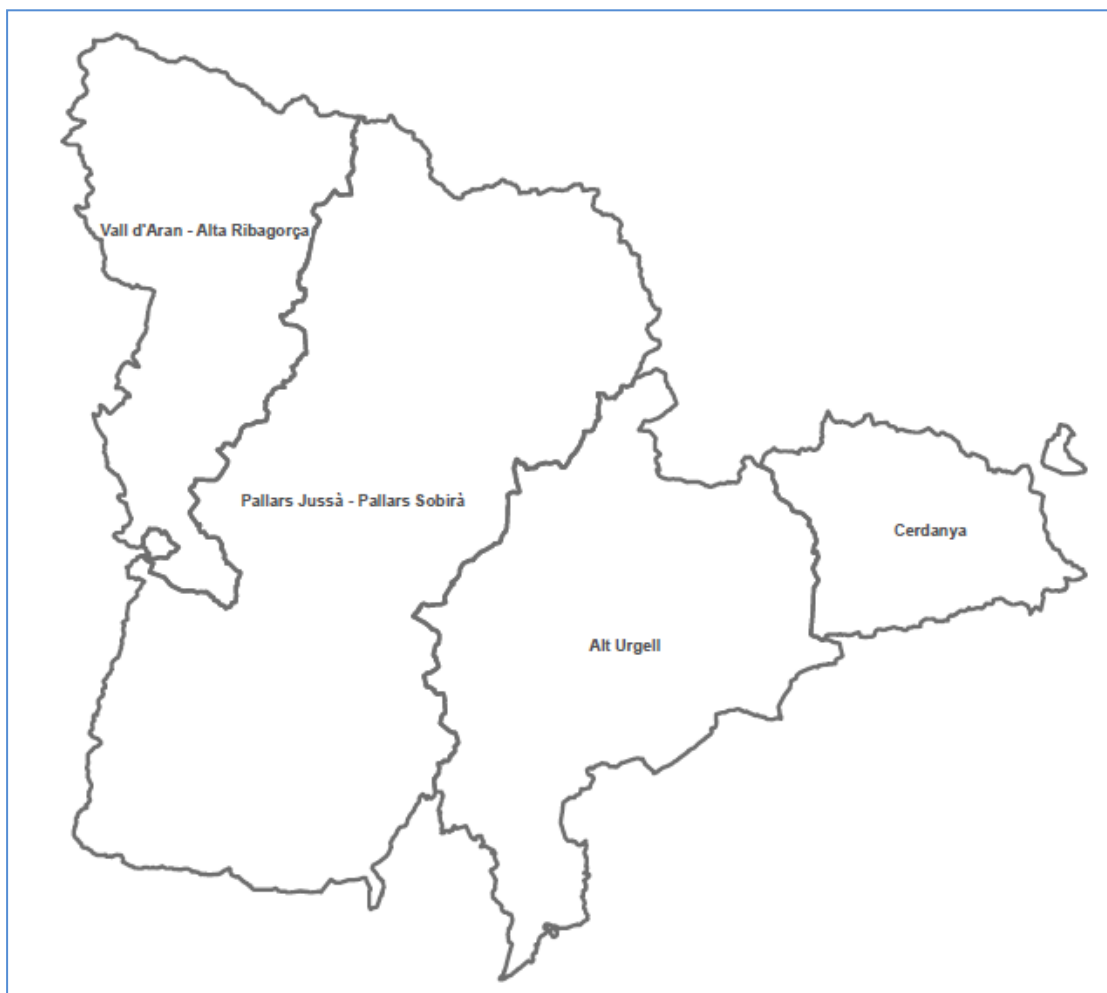 Vall d'Aran - Alta Ribagorça
Pallars Jussà - Pallars Sobirà
Cerdanya
Alt Urgell